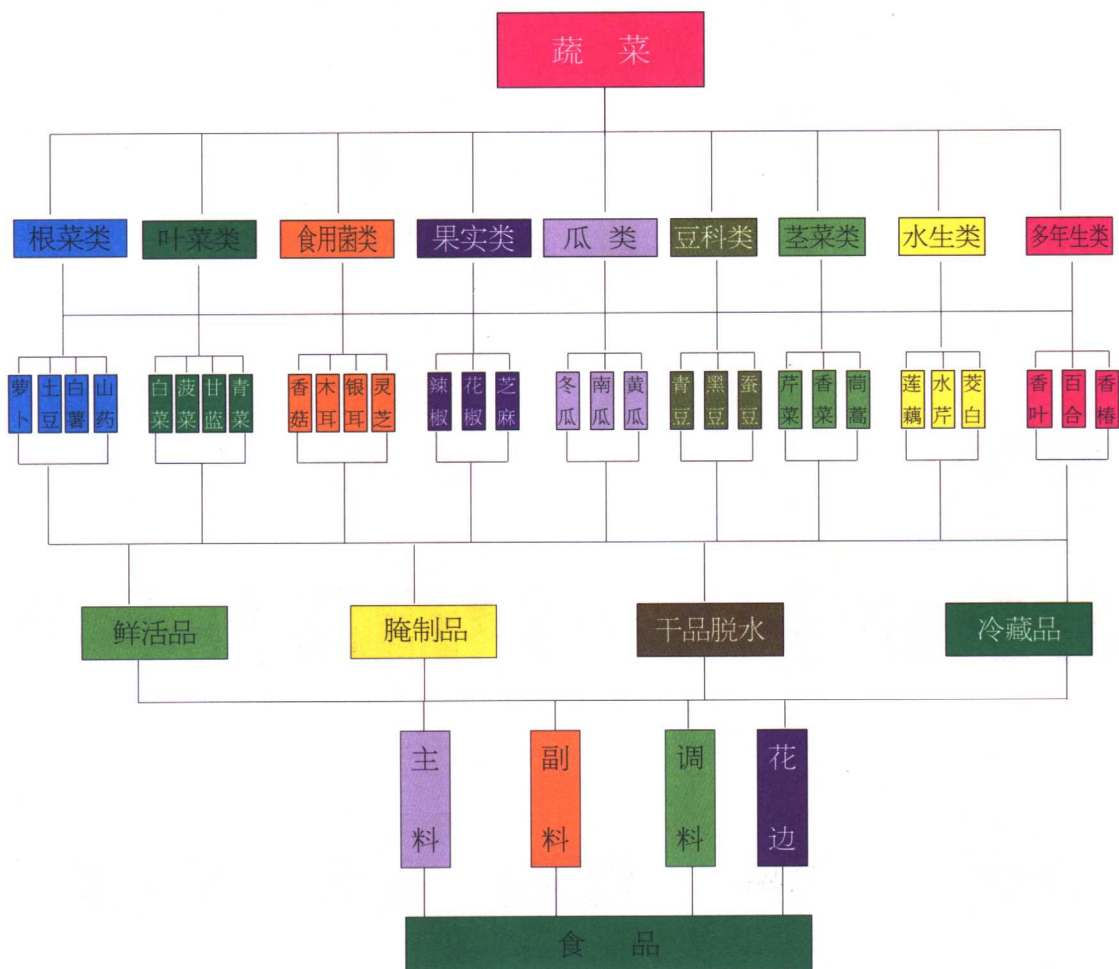 蔬 菜
根菜类
叶菜类
食用菌类
果实类
瓜 类
豆科类
茎菜类
水生类
多年生类
萝卜
土豆
白薯
山药
白菜
菠菜
甘蓝
青菜
香菇
木耳
银耳
灵芝
辣椒
花椒
芝麻
冬瓜
南瓜
黄瓜
青豆
黑豆
蚕豆
芹菜
香菜
茼蒿
莲藕
水芹
茭白
香叶
百合
香椿
鲜活品
腌制品
干品脱水
冷藏品
主料
副料
调料
花边
食 品